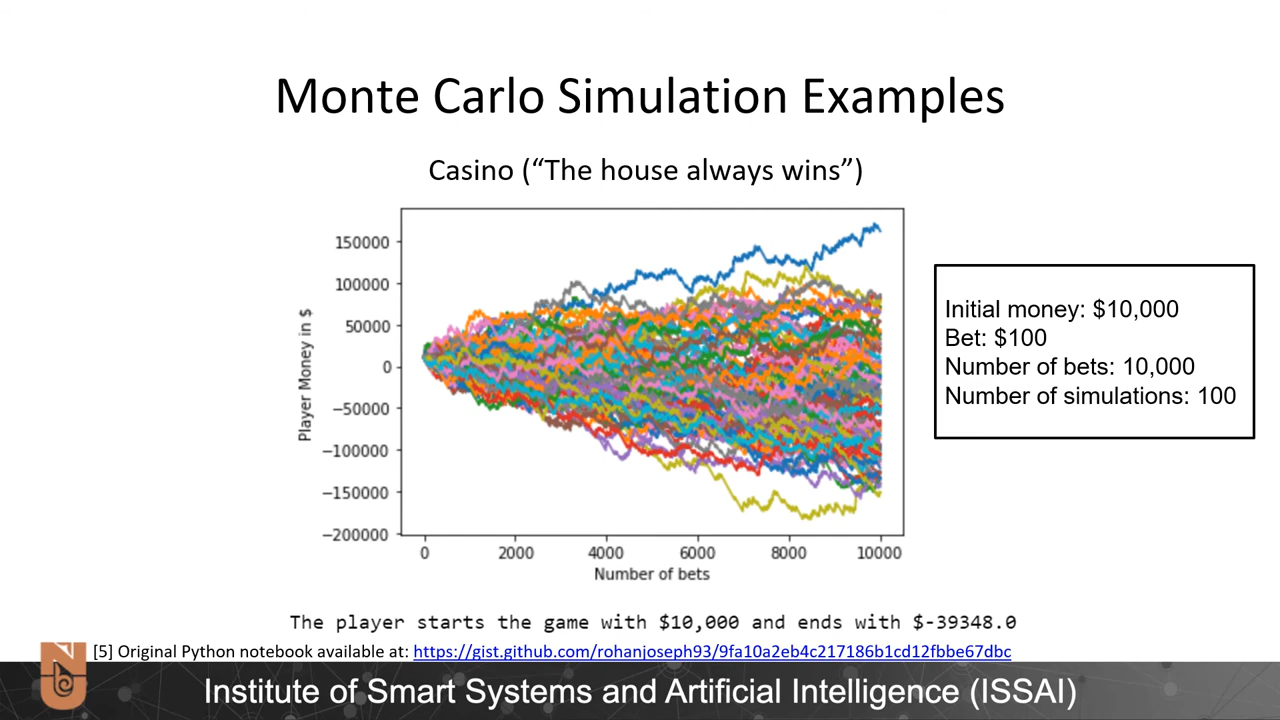 Monte Carlo Simulation Examples
Casino (“The house always wins”)
150000
100000
50000
0
−50000
−100000
−150000
−200000
Player Money in $
0 2000 4000 6000 8000 10000
Number of bets
Initial money: $10,000
Bet: $100
Number of bets: 10,000
Number of simulations: 100
The player starts the game with $10,000 and ends with $-39348.0
[5] Original Python notebook available at: https://gist.github.com/rohanjoseph93/9fa10a2eb4c217186b1cd12fbbe67dbc
Institute of Smart Systems and Artificial Intelligence (ISSAI)